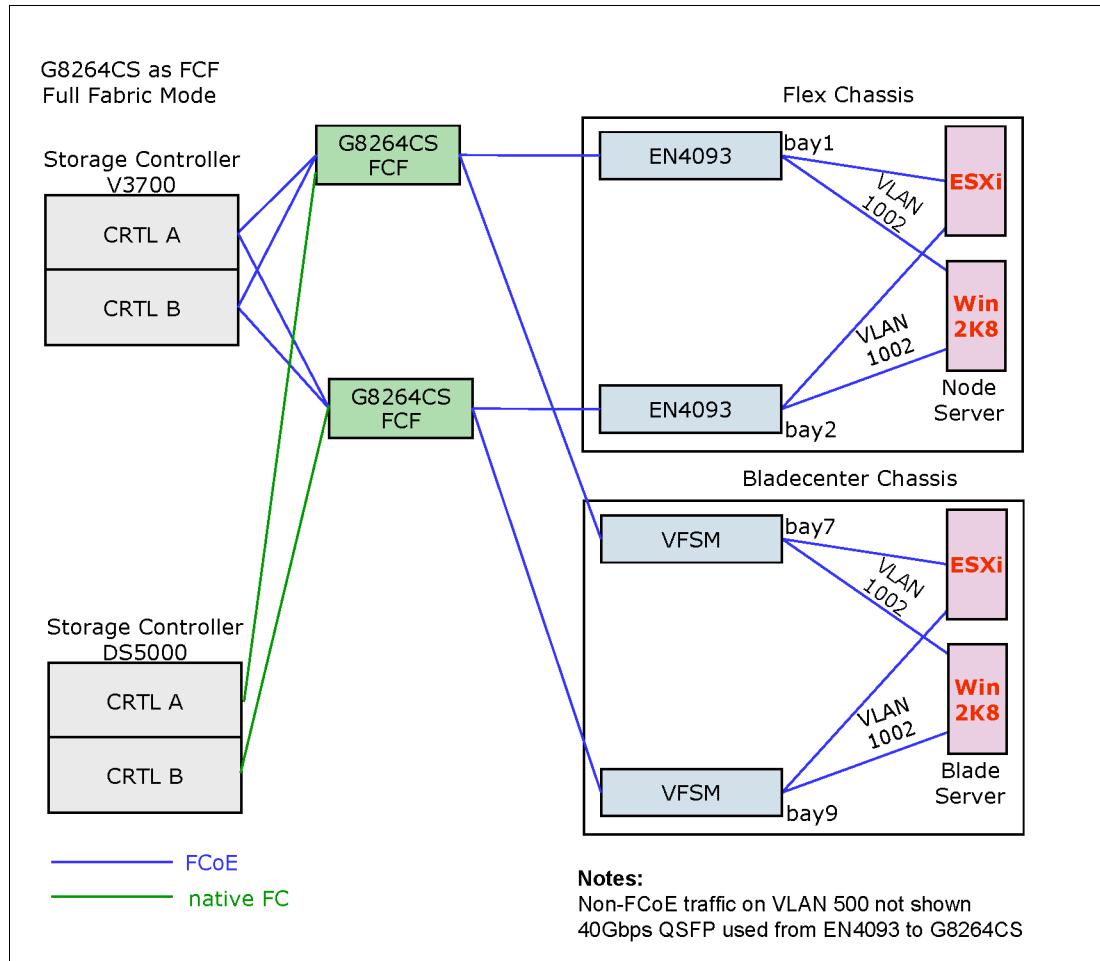 G8264CS as FCF
Full Fabric Mode
Storage Controller
V3700
CRTL A
CRTL B
G8264CS
FCF
G8264CS
FCF
Storage Controller
DS5000
CRTL A
CRTL B
FCoE
native FC
Flex Chassis
EN4093
bay1
VLAN
1002
ESXi
Win
2K8
VLAN
1002
EN4093
bay2
Node
Server
Bladecenter Chassis
VFSM
bay7
VLAN
1002
ESXi
Win
2K8
VLAN
1002
VFSM
bay9
Blade
Server
Notes:
Non-FCoE traffic on VLAN 500 not shown
40Gbps QSFP used from EN4093 to G8264CS